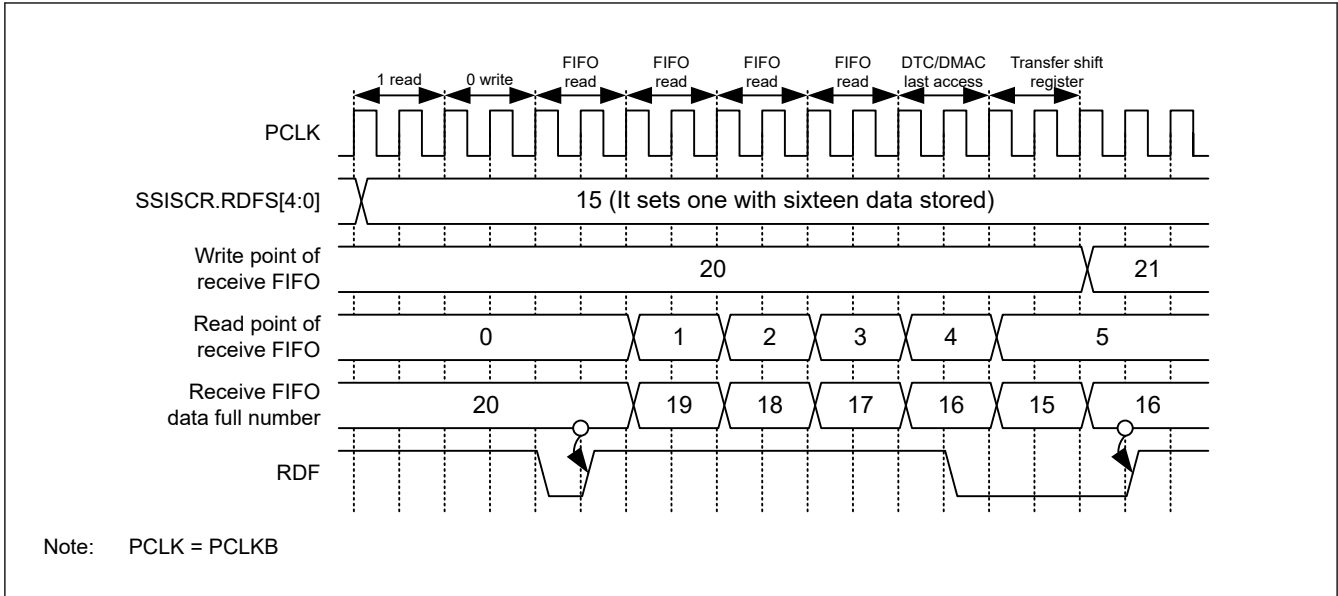 1 read
0 write
FIFO
read
FIFO
read
FIFO
read
FIFO
read
DTC/DMAC
last access
Transfer shift
register
PCLK
SSISCR.RDFS[4:0]
15 (It sets one with sixteen data stored)
Write point of
receive FIFO
20
21
Read point of
receive FIFO
0
1
2
3
4
5
Receive FIFO
data full number
20
19
18
17
16
15
16
RDF
Note: PCLK = PCLKB